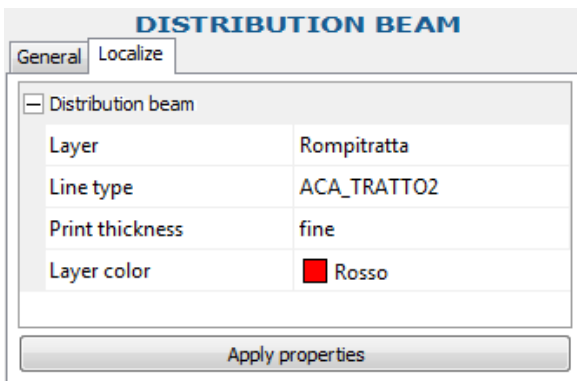 DISTRIBUTION BEAM
General Localize
Distribution beam
Layer Rompitratta
Line type ACA_TRATTO2
Print thickness fine
Layer color Rosso
Apply properties